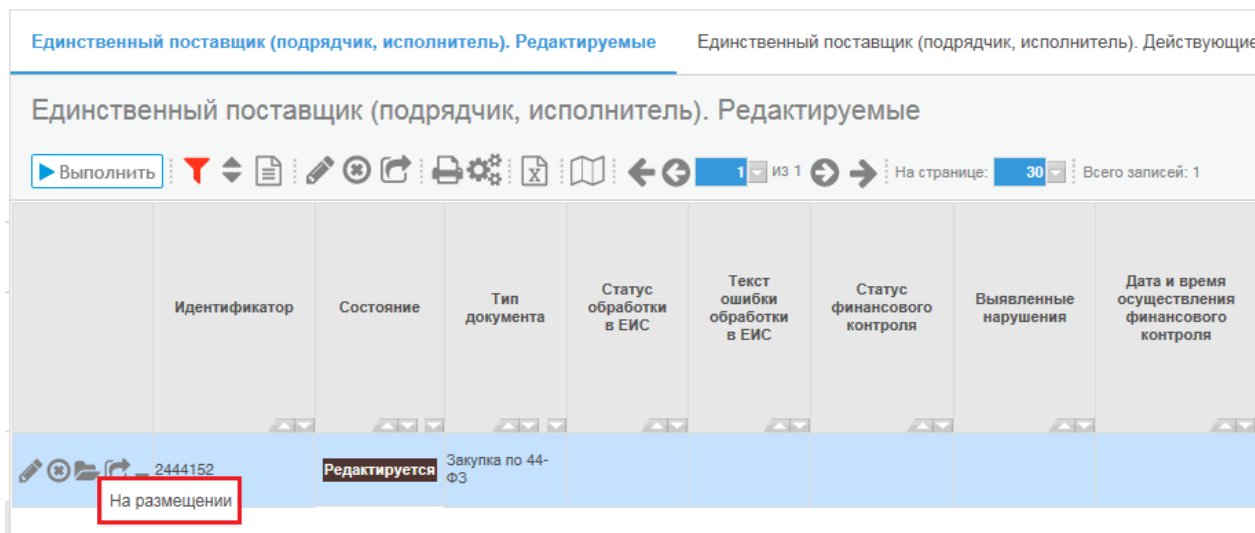 Единственный поставщик (подрядчик, исполнитель). Редактируемые Единственный поставщик (подрядчик, исполнитель). Действующие
Единственный поставщик (подрядчик, исполнитель). Редактируемые
Выполнить 1 из 1 На странице: 30 Всего записей: 1
Идентификатор
Состояние
Тип
документа
Статус
обработки
в ЕИС
Текст
ошибки
обработки
в ЕИС
Статус
финансового
контроля
Выявленные
нарушения
Дата и время
осуществления
финансового
контроля
2444152
Редактируется
Закупка по 44-
ФЗ
На размещении